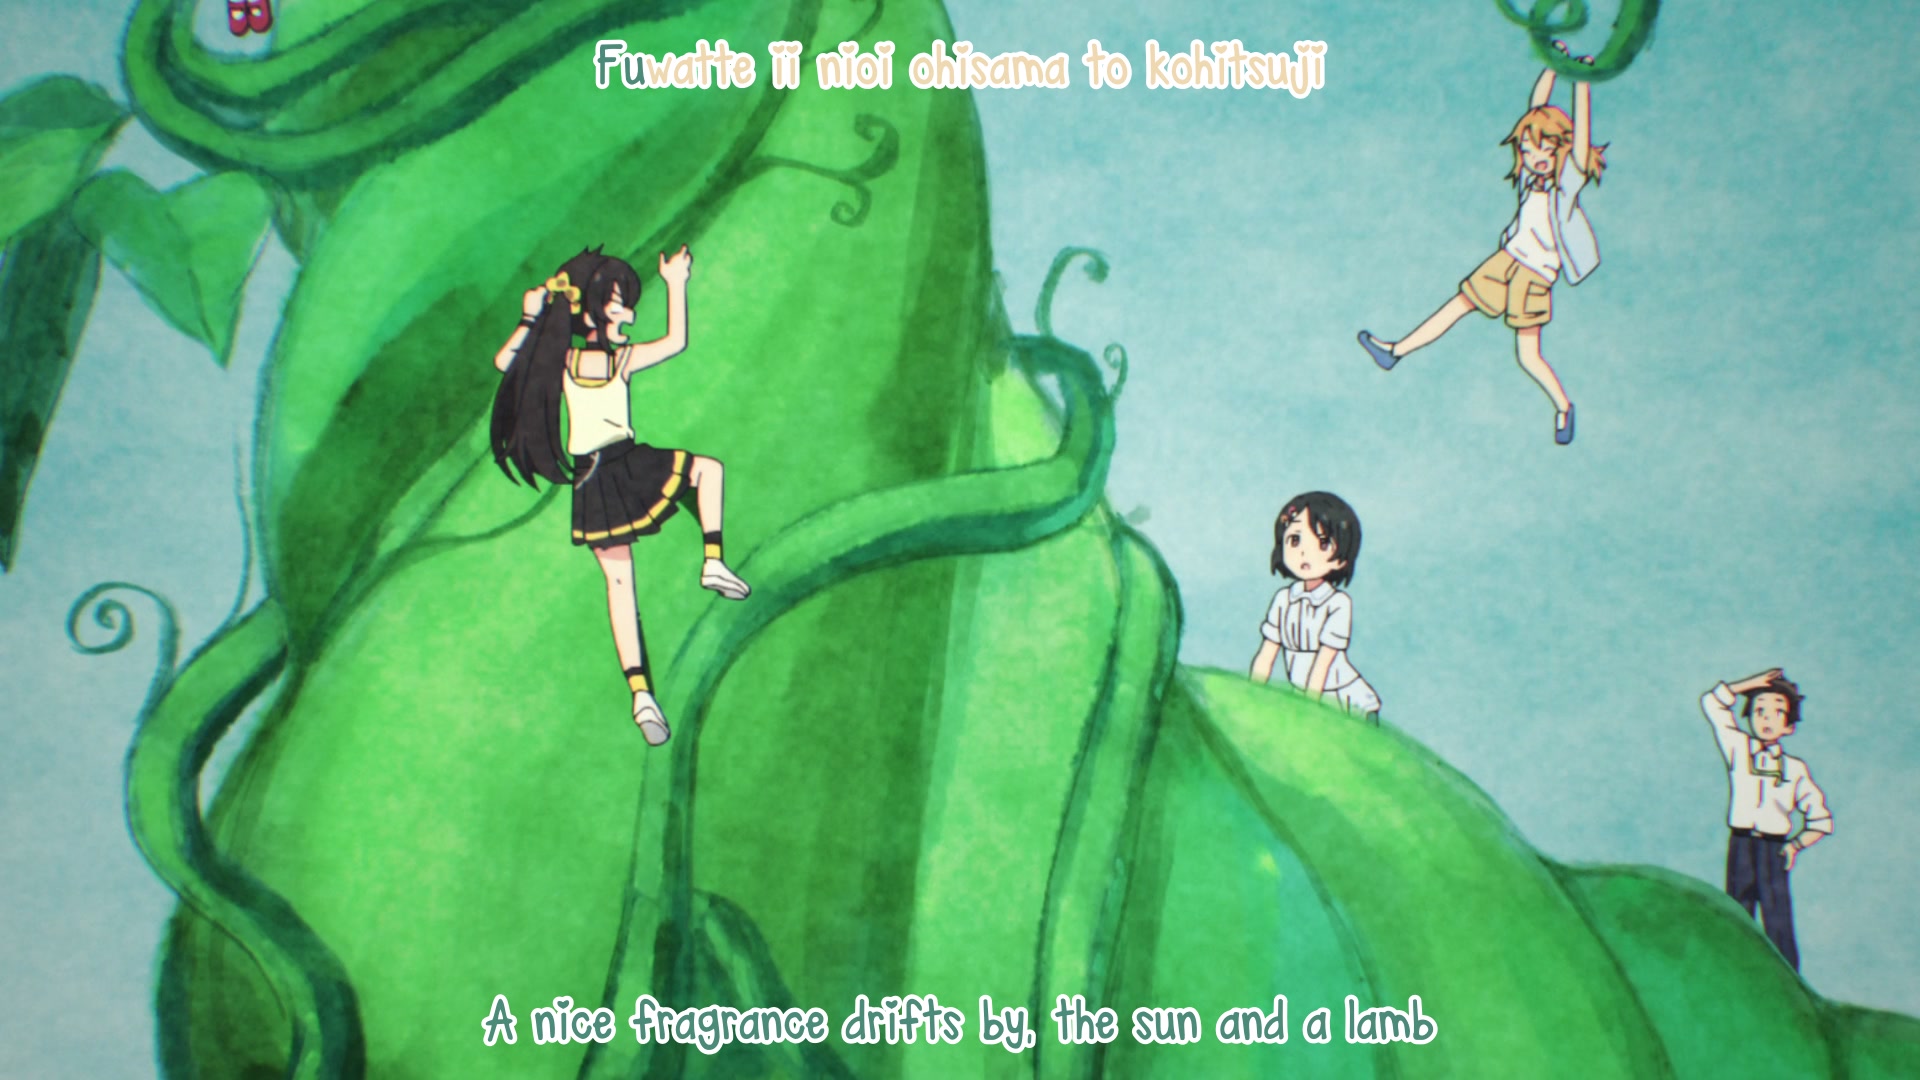 Fuwatte ii nioi ohisama to kohitsuji
A nice fragrance drifts by, the sun and a lamb